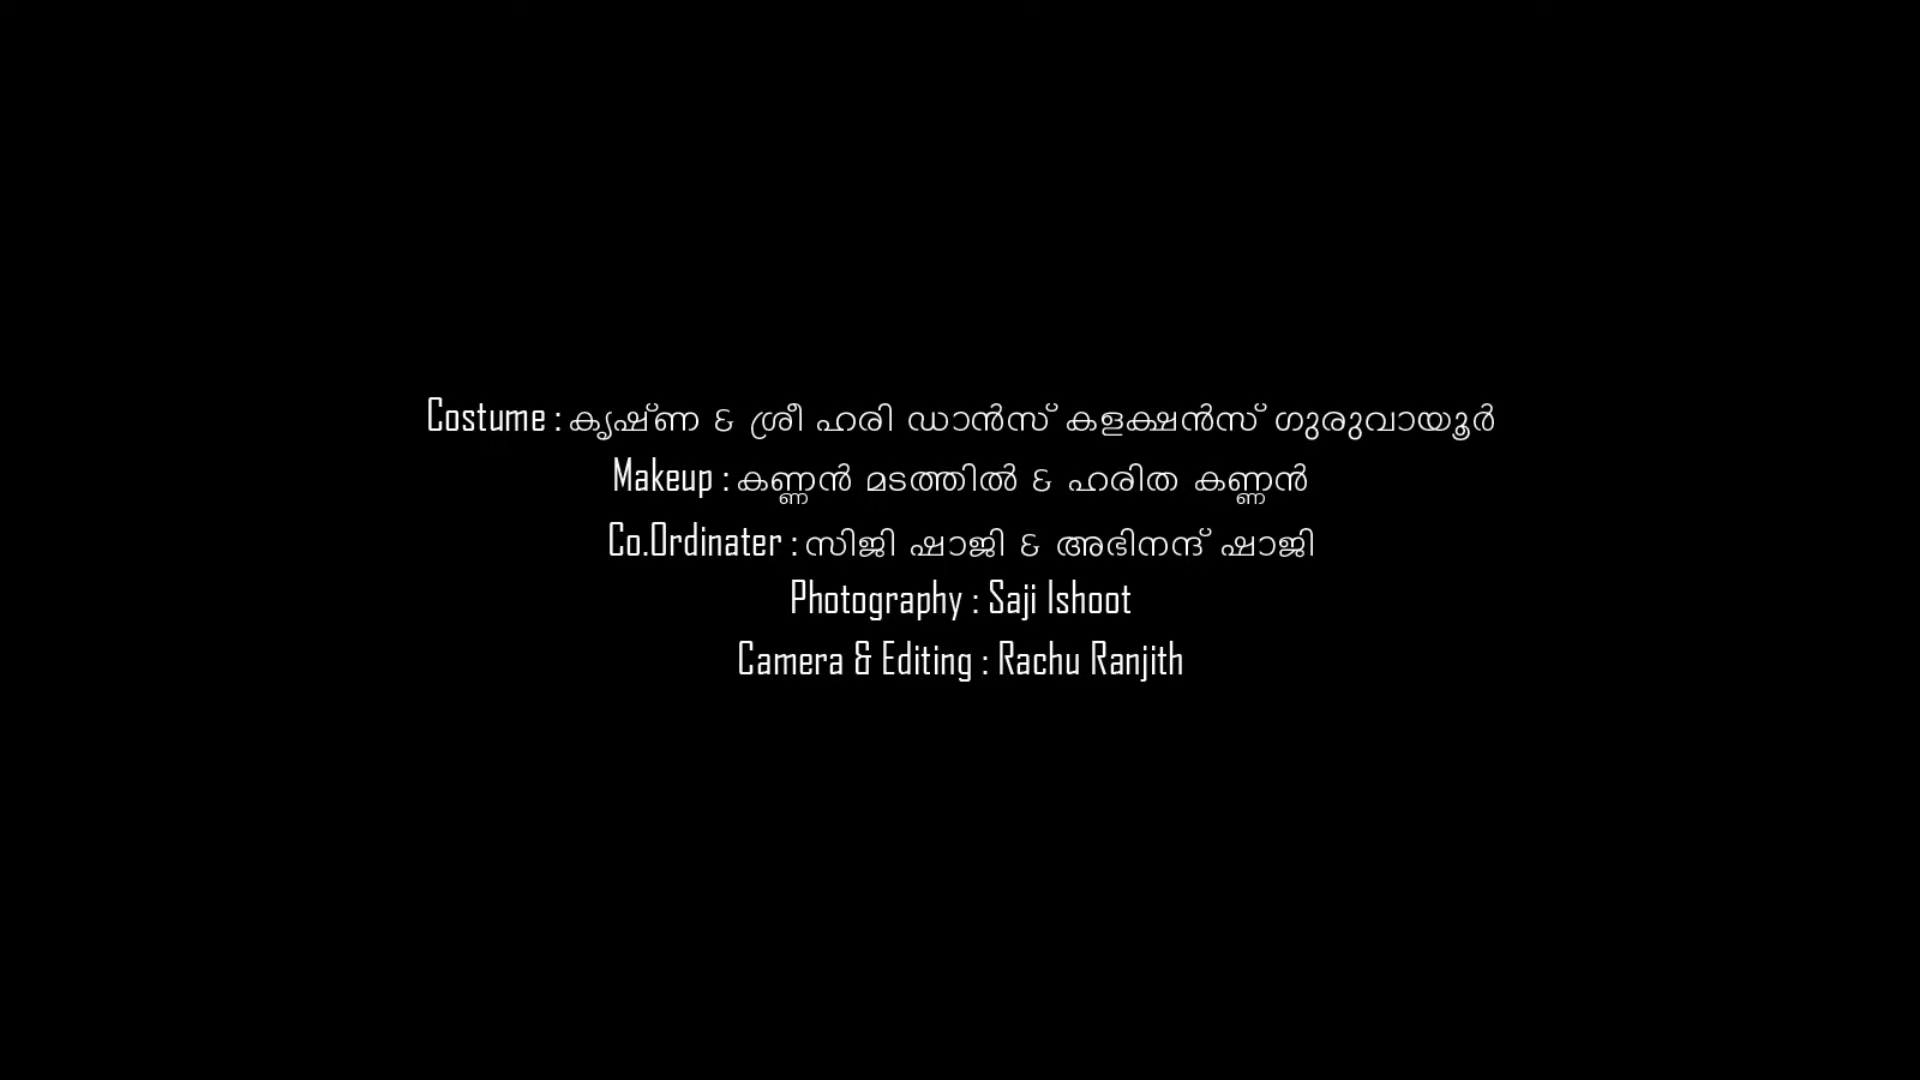 Costume : കൃഷ്ണ & ശ്രീ ഹരി ഡാൻസ് കളക്ഷൻസ് ഗുരുവായൂർ
Makeup : കണ്ണൻ മടത്തിൽ & ഹരിത കണ്ണൻ
Co.Ordinater : സിജി ഷാജി & അഭിനന്ദ് ഷാജി
Photography : Saji Ishoot
Camera & Editing : Rachu Ranjith